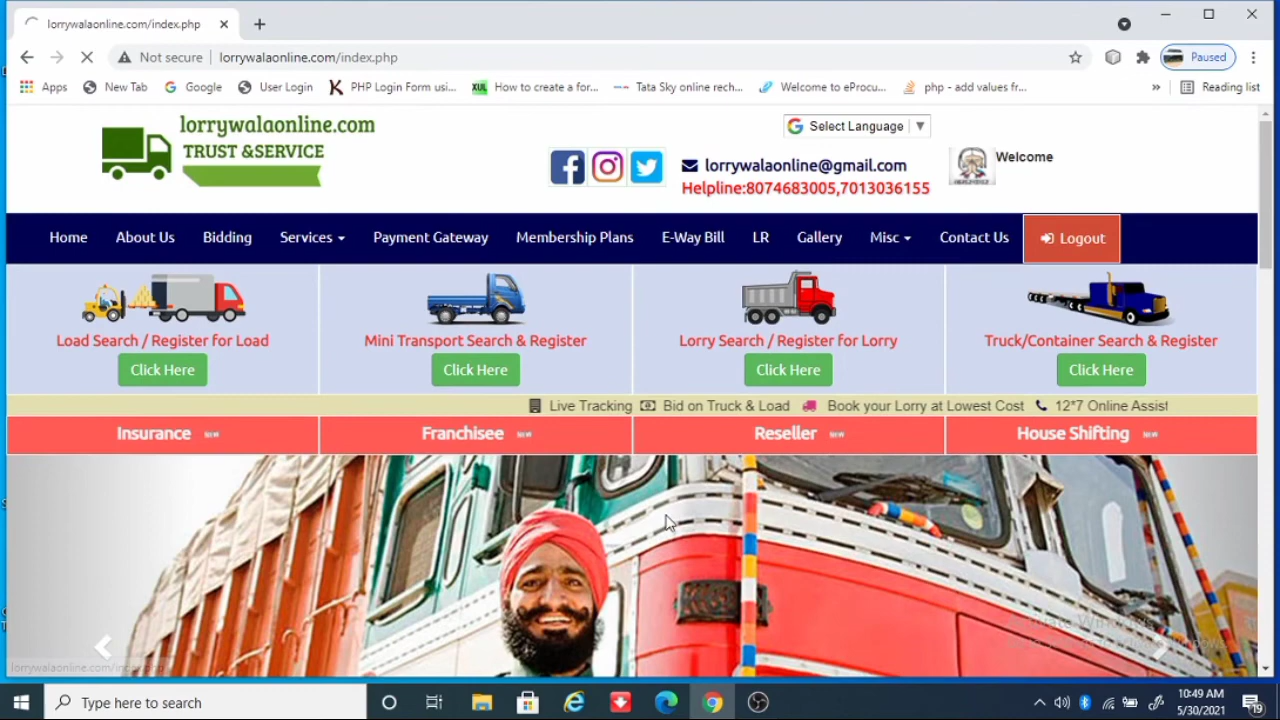 lorrywalaonline.com/index.php
Not secure | lorrywalaonline.com/index.php
Paused
Apps New Tab Google User Login PHP Login Form usi... XUL How to create a for... Tata Sky online rech... Welcome to eProcu... php - add values fr... » Reading list
lorrywalaonline.com
TRUST &SERVICE
Select Language ▼
lorrywalaonline@gmail.com
Helpline:8074683005,7013036155
Welcome
Home About Us Bidding Services Payment Gateway Membership Plans E-Way Bill LR Gallery Misc Contact Us Logout
Load Search / Register for Load Mini Transport Search & Register Lorry Search / Register for Lorry Truck/Container Search & Register
Click Here Click Here Click Here Click Here
Live Tracking Bid on Truck & Load Book your Lorry at Lowest Cost 12*7 Online Assist
Insurance NEW Franchisee NEW Reseller NEW House Shifting NEW
lorrywalaonline.com/index.php
Type here to search
10:49 AM
5/30/2021
19